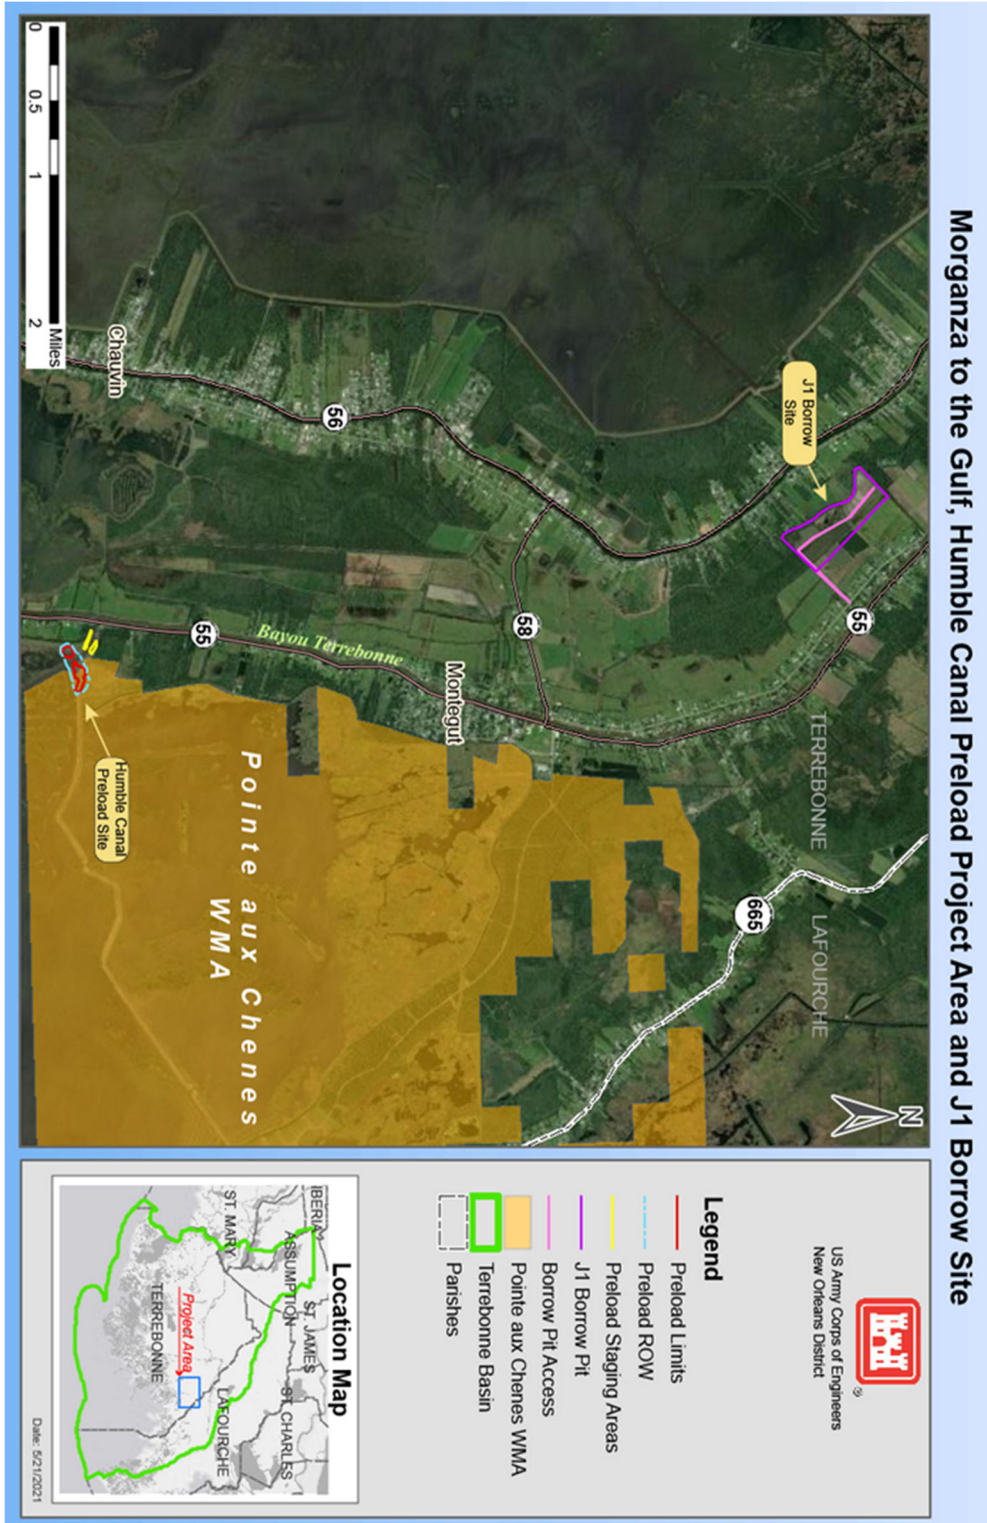 Morganza to the Gulf, Humble Canal Preload Project Area and J1 Borrow Site
N
TERREBONNE
LAFOURCHE
665
55
J1 Borrow
Site
58
Montegut
Bayou Terrebonne
56
55
Chauvin
Pointe aux Chenes
WMA
Humble Canal
Preload Site
0
0.5
1
2
Miles
US Army Corps of Engineers
New Orleans District
®
Legend
Preload Limits
Preload ROW
Preload Staging Areas
J1 Borrow Pit
Borrow Pit Access
Pointe aux Chenes WMA
Terrebonne Basin
Parishes
Location Map
IBERIA
ASSUMPTION
ST. JAMES
ST. CHARLES
ST. MARY
LAFOURCHE
Project Area
TERREBONNE
Date: 5/21/2021